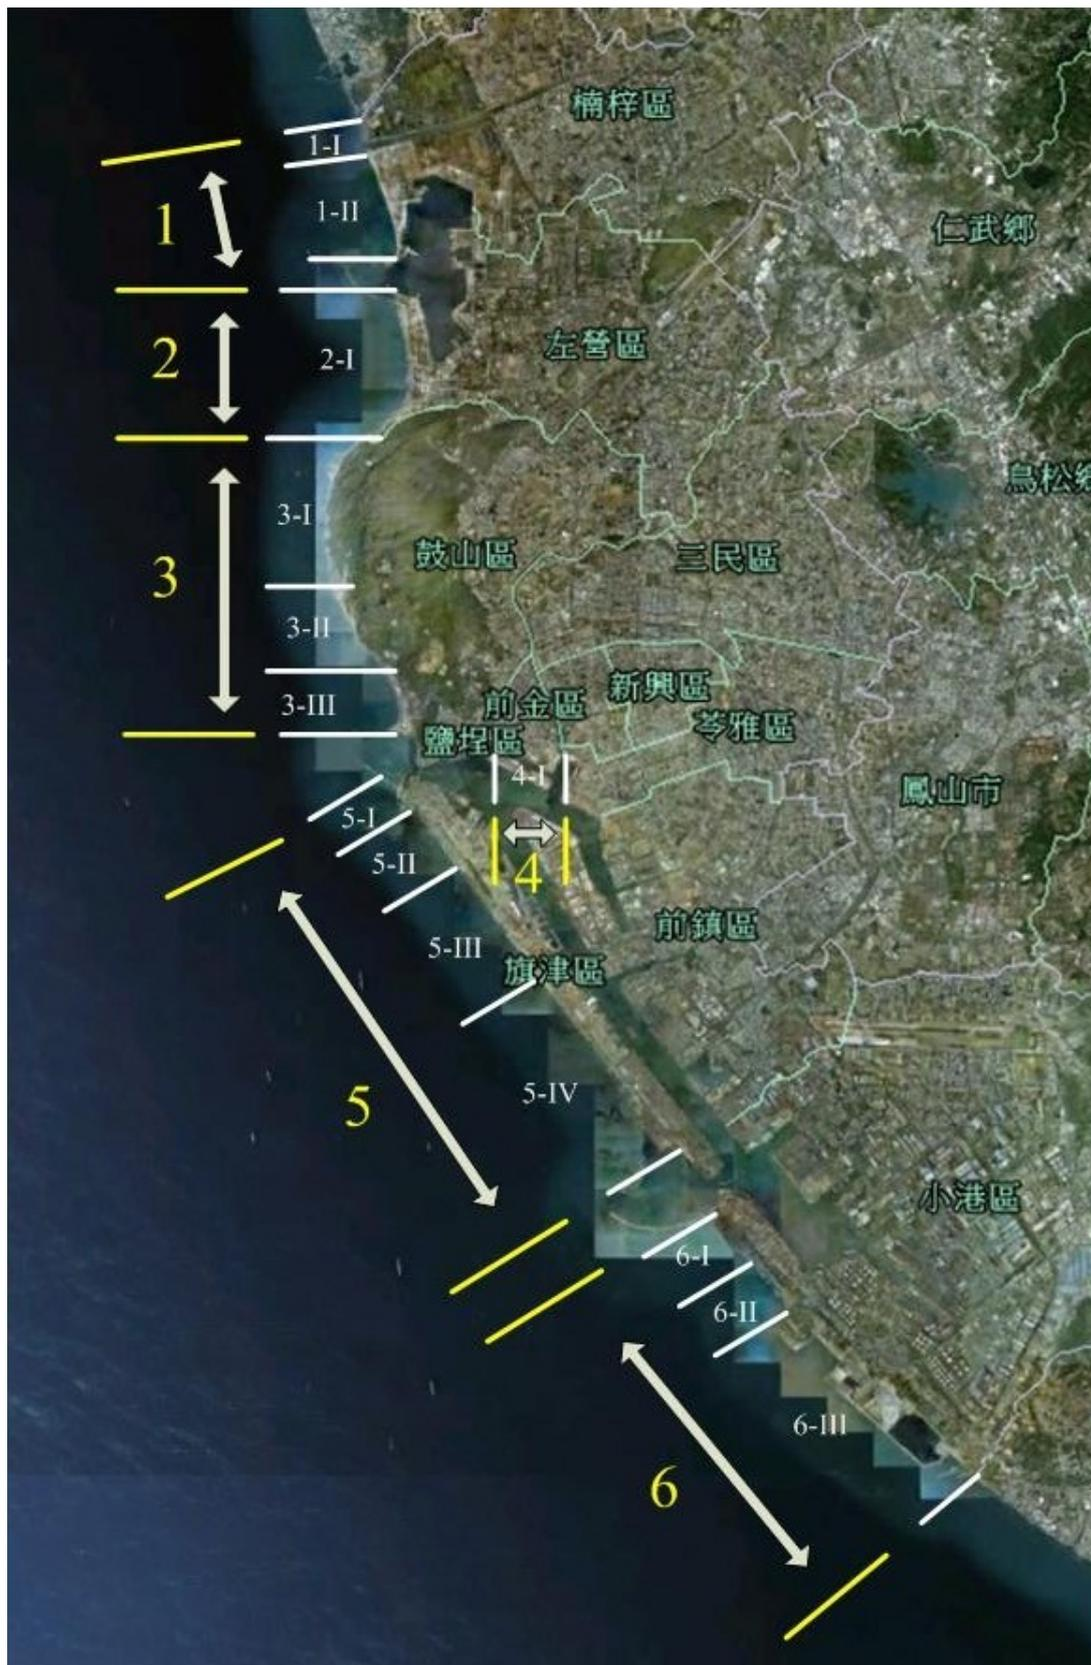 楠梓區
1-I
1
1-II
仁武鄉
2
2-I
左營區
鳥松鄉
3
3-I
鼓山區
三民區
3-II
新興區
3-III
前金區
苓雅區
鹽埕區
4-I
鳳山市
5-I
5-II
4
5-III
前鎮區
旗津區
5
5-IV
小港區
6-I
6-II
6-III
6